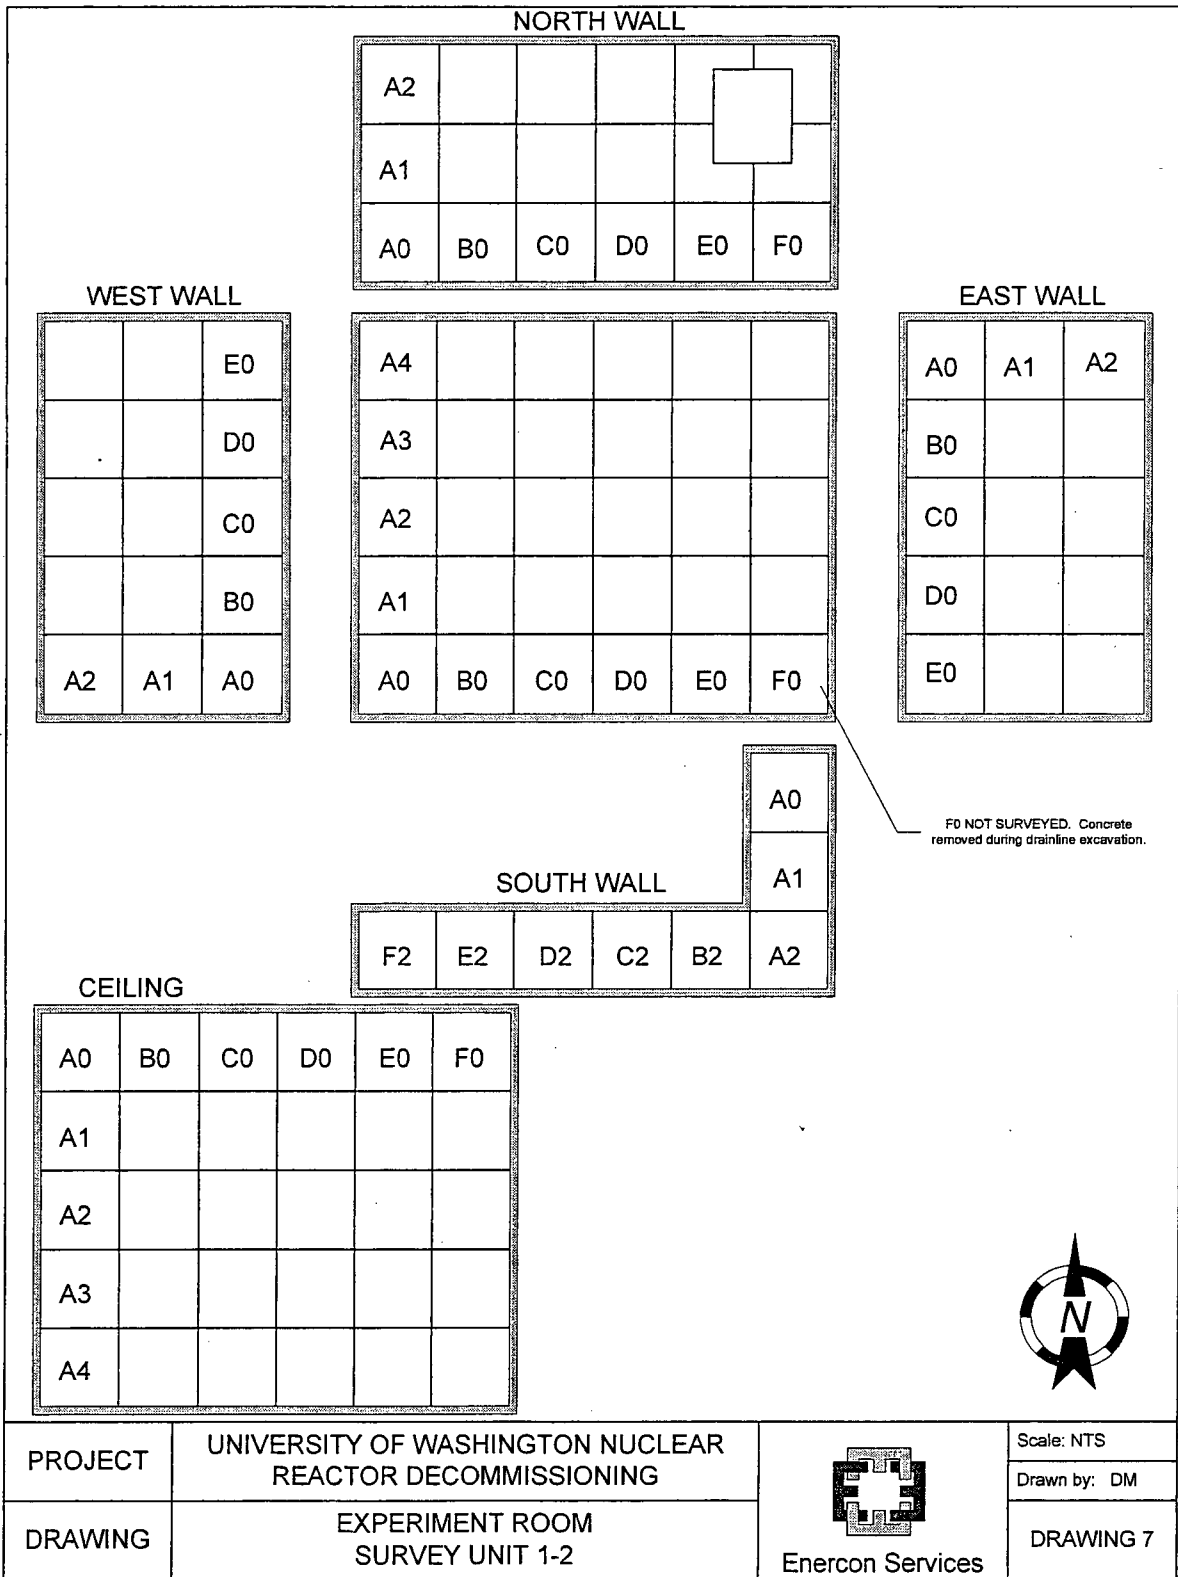 NORTH WALL
A2
A1
A0 B0 C0 D0 E0 F0
WEST WALL
E0
D0
C0
B0
A2 A1 A0
A4
A3
A2
A1
A0 B0 C0 D0 E0 F0
EAST WALL
A0 A1 A2
B0
C0
D0
E0
F0 NOT SURVEYED. Concrete
removed during drainline excavation.
SOUTH WALL
A0
A1
F2 E2 D2 C2 B2 A2
CEILING
A0 B0 C0 D0 E0 F0
A1
A2
A3
A4
N
PROJECT
UNIVERSITY OF WASHINGTON NUCLEAR
REACTOR DECOMMISSIONING
DRAWING
EXPERIMENT ROOM
SURVEY UNIT 1-2
Enercon Services
Scale: NTS
Drawn by: DM
DRAWING 7